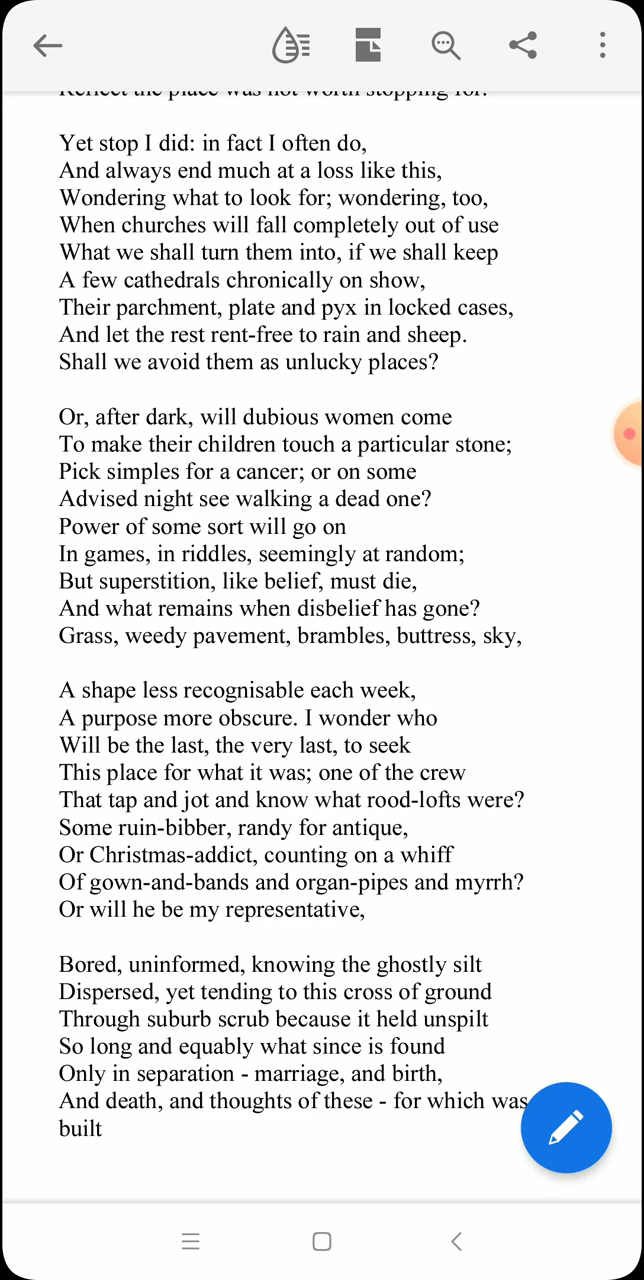 Reflect the place was not worth stopping for.
Yet stop I did: in fact I often do,
And always end much at a loss like this,
Wondering what to look for; wondering, too,
When churches will fall completely out of use
What we shall turn them into, if we shall keep
A few cathedrals chronically on show,
Their parchment, plate and pyx in locked cases,
And let the rest rent-free to rain and sheep.
Shall we avoid them as unlucky places?
Or, after dark, will dubious women come
To make their children touch a particular stone;
Pick simples for a cancer; or on some
Advised night see walking a dead one?
Power of some sort will go on
In games, in riddles, seemingly at random;
But superstition, like belief, must die,
And what remains when disbelief has gone?
Grass, weedy pavement, brambles, buttress, sky,
A shape less recognisable each week,
A purpose more obscure. I wonder who
Will be the last, the very last, to seek
This place for what it was; one of the crew
That tap and jot and know what rood-lofts were?
Some ruin-bibber, randy for antique,
Or Christmas-addict, counting on a whiff
Of gown-and-bands and organ-pipes and myrrh?
Or will he be my representative,
Bored, uninformed, knowing the ghostly silt
Dispersed, yet tending to this cross of ground
Through suburb scrub because it held unspilt
So long and equably what since is found
Only in separation - marriage, and birth,
And death, and thoughts of these - for which was
built